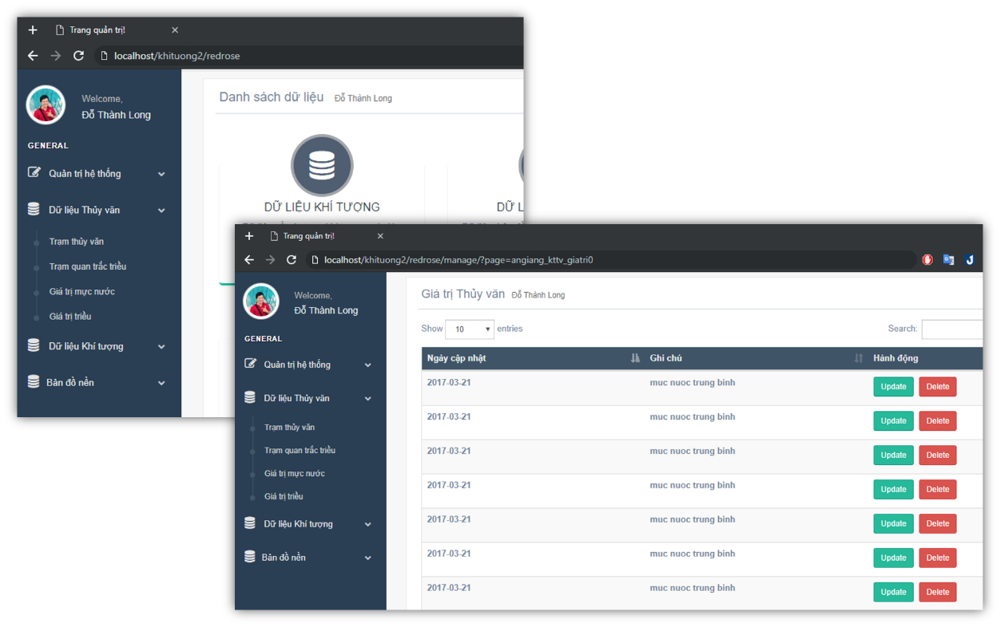 Trang quản trị!
localhost/khituong2/redrose
Welcome,
Đỗ Thành Long
GENERAL
Quản trị hệ thống
Dữ liệu Thủy văn
Trạm thủy văn
Trạm quan trắc triều
Giá trị mực nước
Giá trị triều
Dữ liệu Khí tượng
Bản đồ nền
Danh sách dữ liệu Đỗ Thành Long
DỮ LIỆU KHÍ TƯỢNG
DỮ L
Trang quản trị!
localhost/khituong2/redrose/manage/?page=angiang_kttv_giatri0
Welcome,
Đỗ Thành Long
GENERAL
Quản trị hệ thống
Dữ liệu Thủy văn
Trạm thủy văn
Trạm quan trắc triều
Giá trị mực nước
Giá trị triều
Dữ liệu Khí tượng
Bản đồ nền
Giá trị Thủy văn Đỗ Thành Long
Show 10 entries Search:
Ngày cập nhật Ghi chú Hành động
2017-03-21 muc nuoc trung binh Update Delete
2017-03-21 muc nuoc trung binh Update Delete
2017-03-21 muc nuoc trung binh Update Delete
2017-03-21 muc nuoc trung binh Update Delete
2017-03-21 muc nuoc trung binh Update Delete
2017-03-21 muc nuoc trung binh Update Delete
2017-03-21 muc nuoc trung binh Update Delete